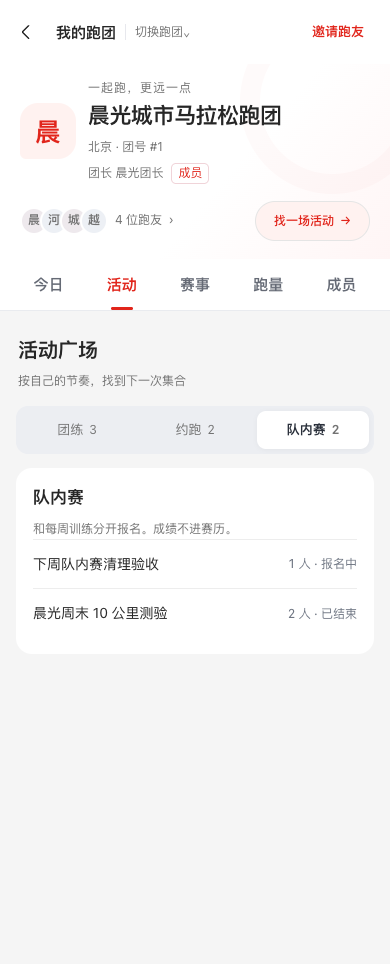 我的跑团 切换跑团 邀请跑友
一起跑，更远一点
晨
晨光城市马拉松跑团
北京 · 团号 #1
团长 晨光团长 成员
晨 河 城 越 4 位跑友 ›
找一场活动 →
今日 活动 赛事 跑量 成员
活动广场
按自己的节奏，找到下一次集合
团练 3 约跑 2 队内赛 2
队内赛
和每周训练分开报名。成绩不进赛历。
下周队内赛清理验收 1 人 · 报名中
晨光周末 10 公里测验 2 人 · 已结束